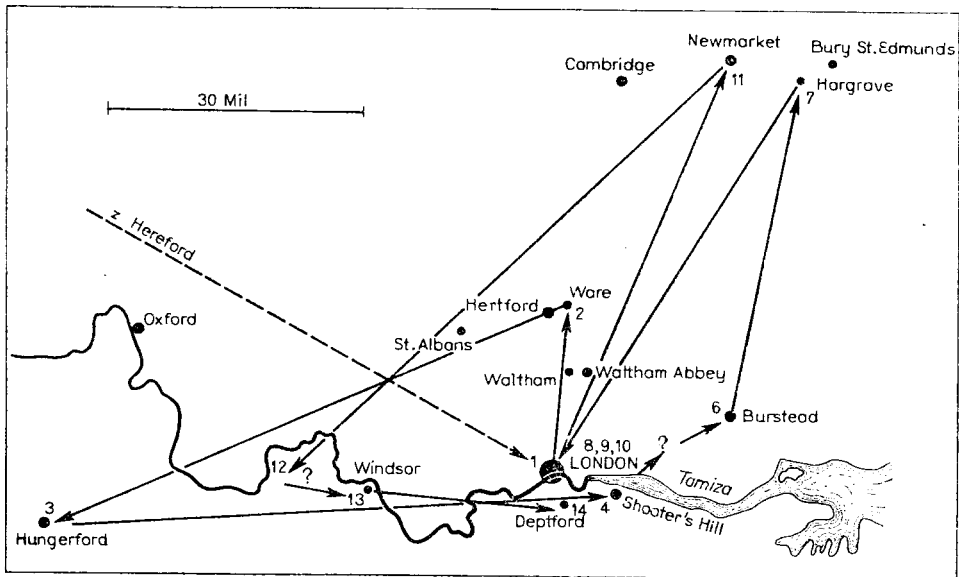 Newmarket
Bury St. Edmunds
Cambridge
11
Hargrave
7
30 Mil
z Hereford
Ware
Hertford
2
Oxford
St. Albans
Waltham
Waltham Abbey
6
Burstead
?
8,9,10
1
LONDON
12
?
Windsor
Tamiza
13
3
14
4
Shooter's Hill
Deptford
Hungerford